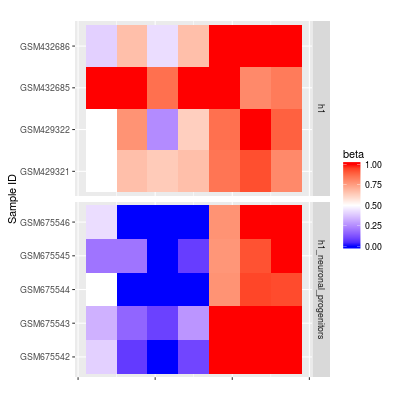 Sample ID
GSM432686
GSM432685
GSM429322
GSM429321
h1
GSM675546
GSM675545
GSM675544
GSM675543
GSM675542
h1_neuronal_progenitors
beta
1.00
0.75
0.50
0.25
0.00